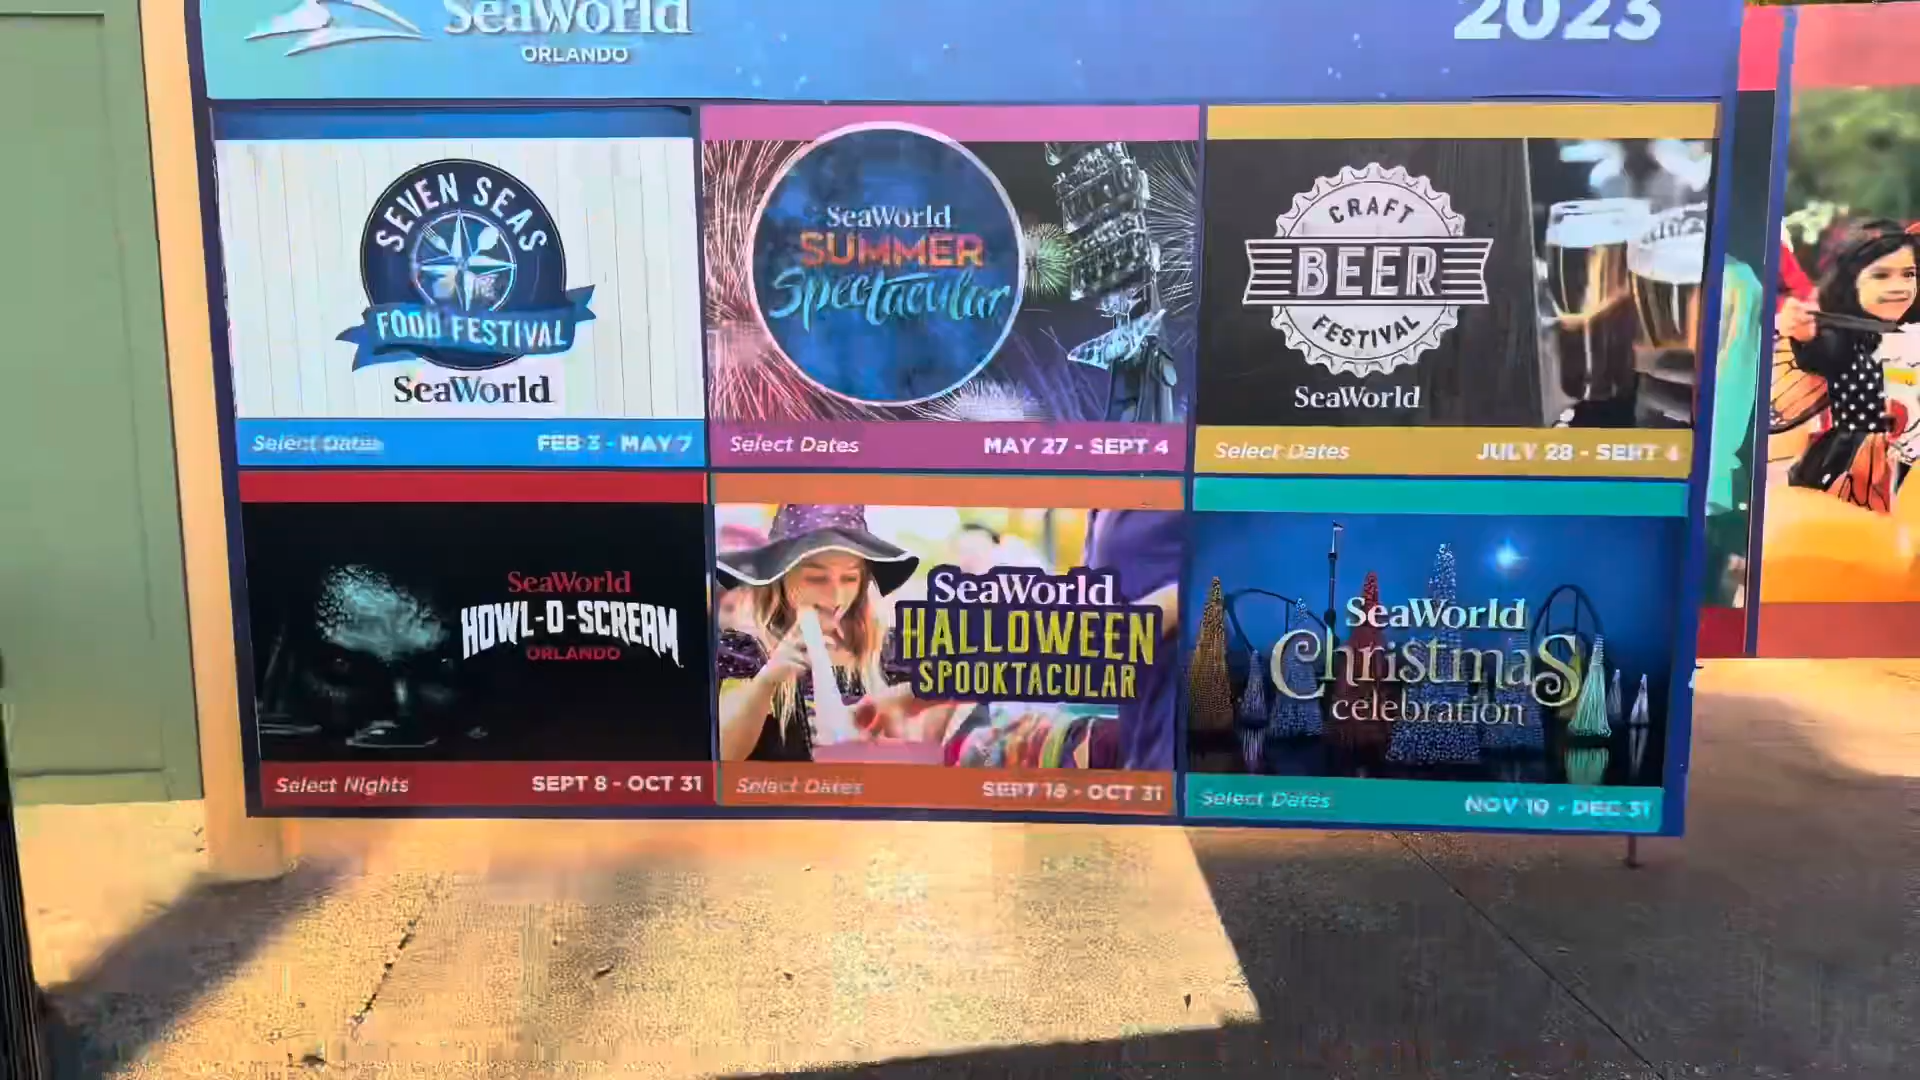 SeaWorld
ORLANDO
2023
SEVEN SEAS
FOOD FESTIVAL
SeaWorld
Select Dates
FEB 3 - MAY 7
SeaWorld
SUMMER
Spectacular
Select Dates
MAY 27 - SEPT 4
CRAFT
BEER
FESTIVAL
SeaWorld
Select Dates
JULY 28 - SEPT 4
SeaWorld
HOWL-O-SCREAM
ORLANDO
Select Nights
SEPT 8 - OCT 31
SeaWorld
HALLOWEEN
SPOOKTACULAR
Select Dates
SEPT - OCT 31
SeaWorld
Christmas
celebration
Select Dates
NOV 10 - DEC 31